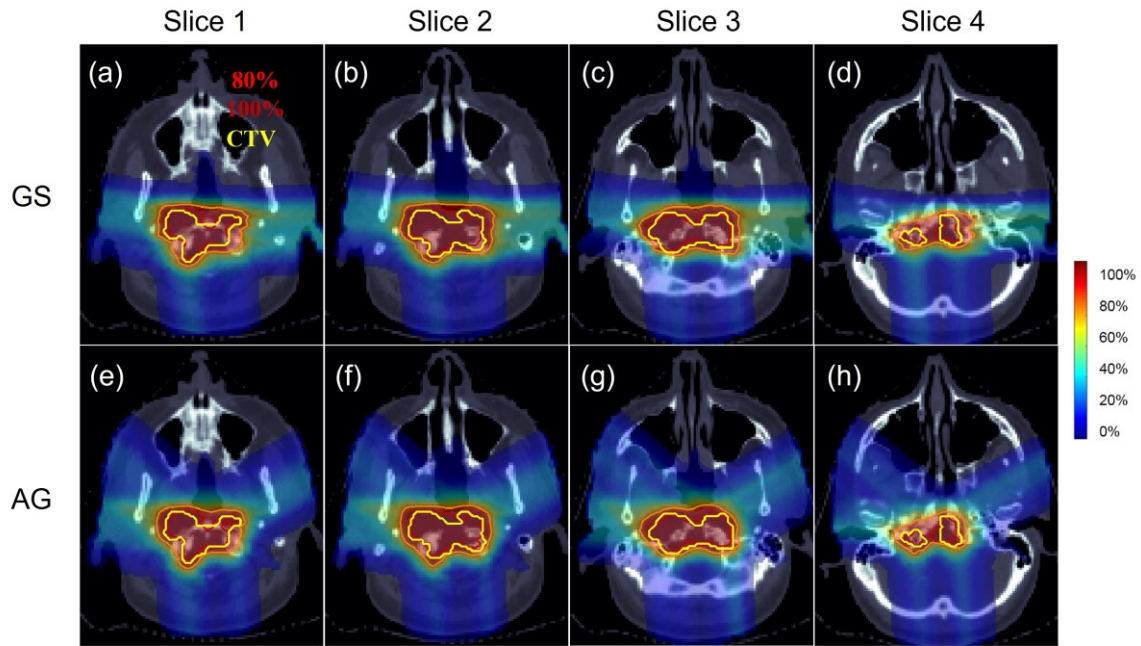 Slice 1 Slice 2 Slice 3 Slice 4
GS
(a) (b) (c) (d)
80%
100%
CTV
AG
(e) (f) (g) (h)
100%
80%
60%
40%
20%
0%